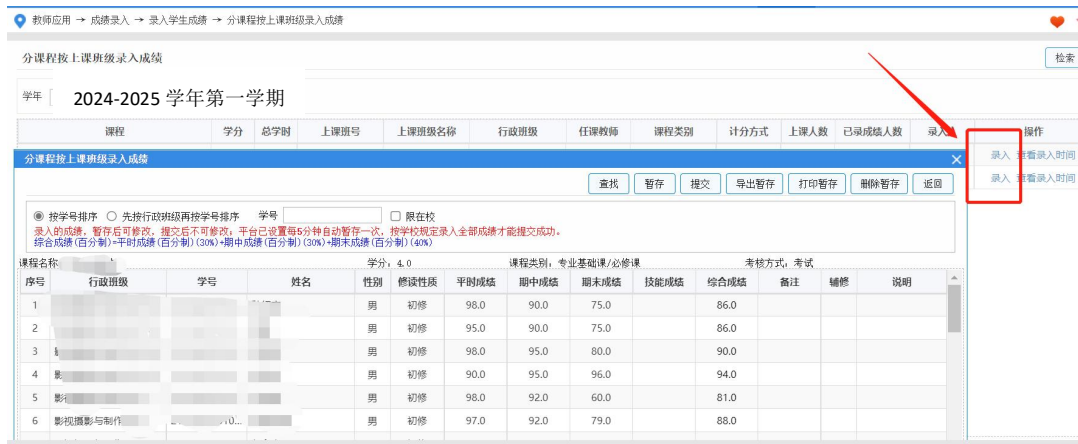 教师应用 → 成绩录入 → 录入学生成绩 → 分课程按上课班级录入成绩
分课程按上课班级录入成绩 检索
学年 2024-2025 学年第一学期
课程 学分 总学时 上课班号 上课班级名称 行政班级 任课教师 课程类别 计分方式 上课人数 已录成绩人数 操作
分课程按上课班级录入成绩
录入 查看录入时间
录入 查看录入时间
查找 暂存 提交 导出暂存 打印暂存 删除暂存 返回
按学号排序 先按行政班级再按学号排序 学号 限在校
录入的成绩，暂存后可修改，提交后不可修改；平台已设置每5分钟自动暂存一次，按学校规定录入全部成绩才能提交成功。
综合成绩(百分制)=平时成绩(百分制)(30%)+期中成绩(百分制)(30%)+期末成绩(百分制)(40%)
课程名称 学分：4.0 课程类别：专业基础课/必修课 考核方式：考试
序号 行政班级 学号 姓名 性别 修读性质 平时成绩 期中成绩 期末成绩 技能成绩 综合成绩 备注 辅修 说明
1 男 初修 98.0 90.0 75.0 86.0
2 男 初修 95.0 90.0 75.0 86.0
3 男 初修 98.0 95.0 80.0 90.0
4 男 初修 90.0 95.0 96.0 94.0
5 男 初修 98.0 92.0 60.0 81.0
6 影视摄影与制作 男 初修 97.0 92.0 79.0 88.0